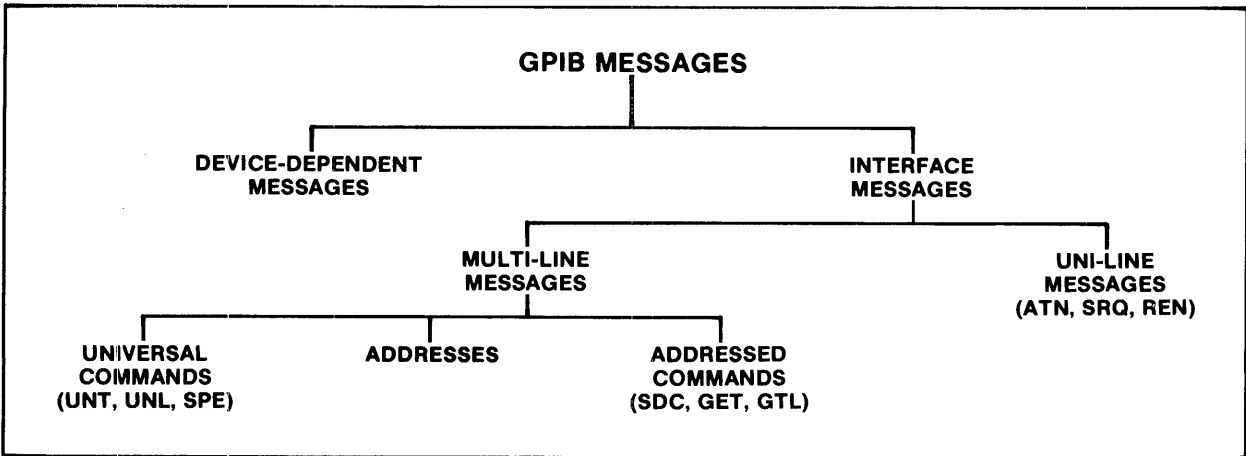 GPIB MESSAGES
DEVICE-DEPENDENT
MESSAGES
INTERFACE
MESSAGES
MULTI-LINE
MESSAGES
UNI-LINE
MESSAGES
(ATN, SRQ, REN)
UNIVERSAL
COMMANDS
(UNT, UNL, SPE)
ADDRESSES
ADDRESSED
COMMANDS
(SDC, GET, GTL)